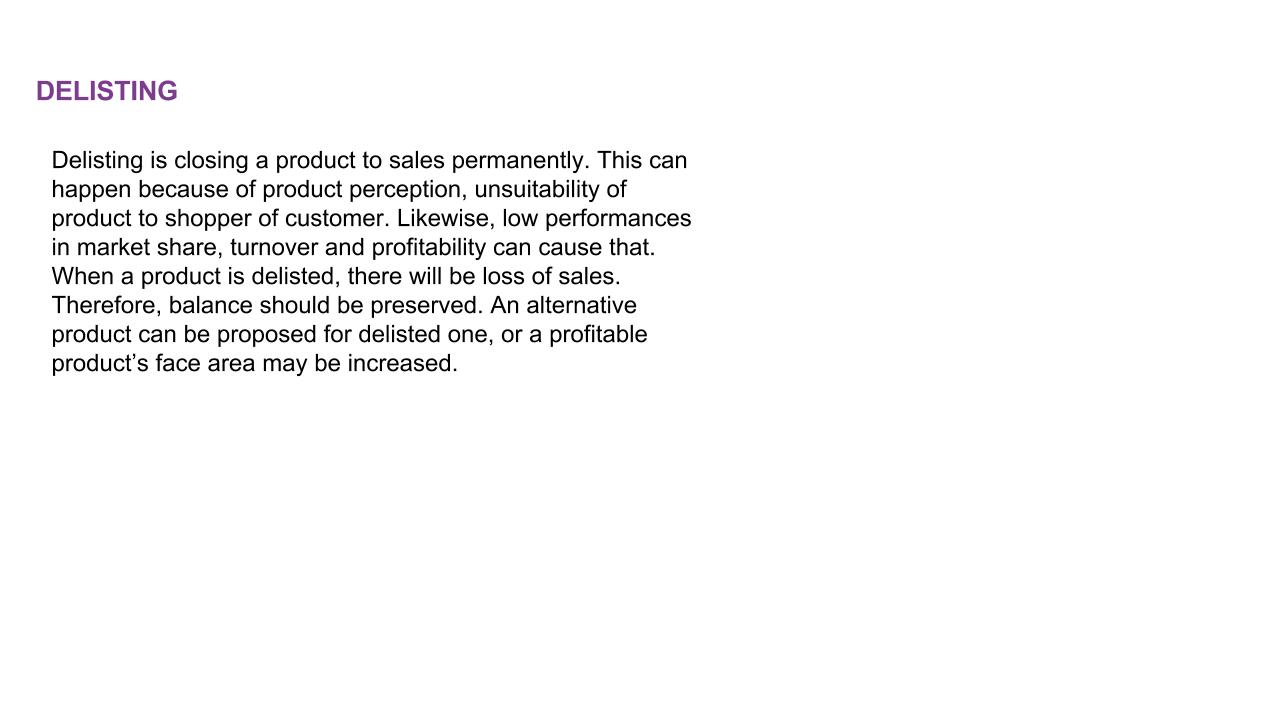 DELISTING
Delisting is closing a product to sales permanently. This can
happen because of product perception, unsuitability of
product to shopper of customer. Likewise, low performances
in market share, turnover and profitability can cause that.
When a product is delisted, there will be loss of sales.
Therefore, balance should be preserved. An alternative
product can be proposed for delisted one, or a profitable
product’s face area may be increased.